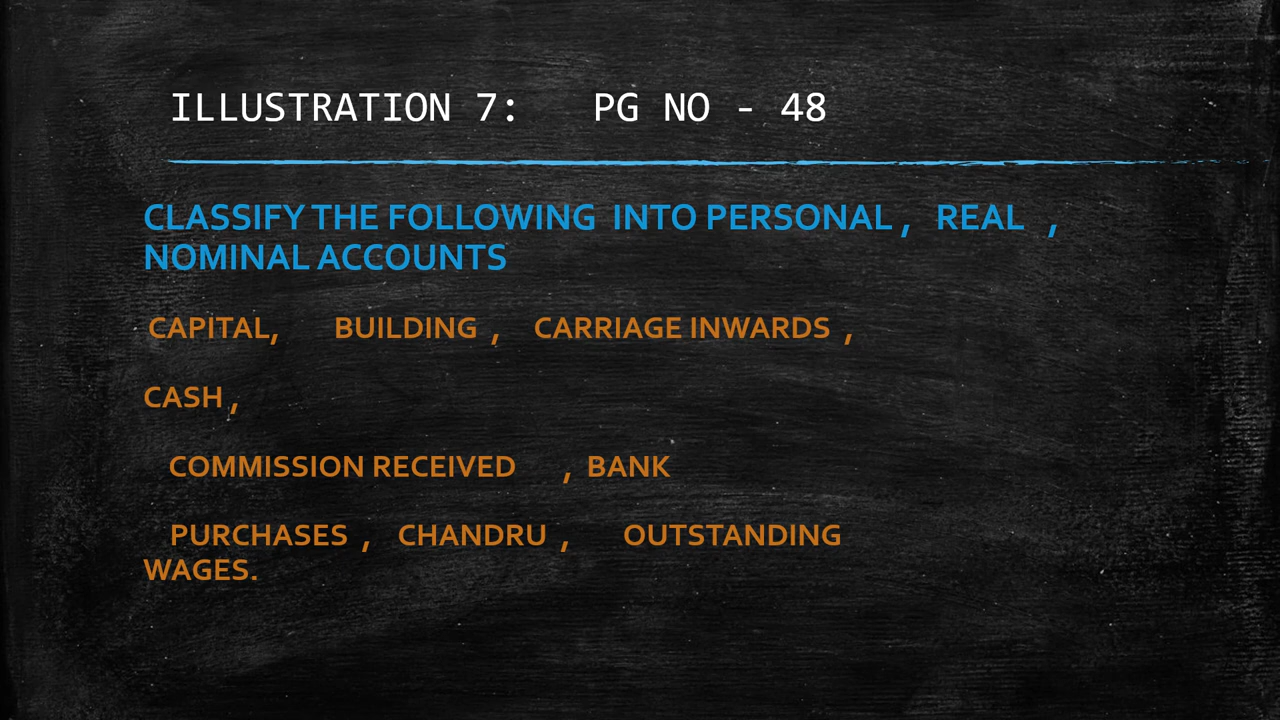 ILLUSTRATION 7: PG NO - 48
CLASSIFY THE FOLLOWING INTO PERSONAL , REAL ,
NOMINAL ACCOUNTS
CAPITAL, BUILDING , CARRIAGE INWARDS ,
CASH ,
COMMISSION RECEIVED , BANK
PURCHASES , CHANDRU , OUTSTANDING
WAGES.